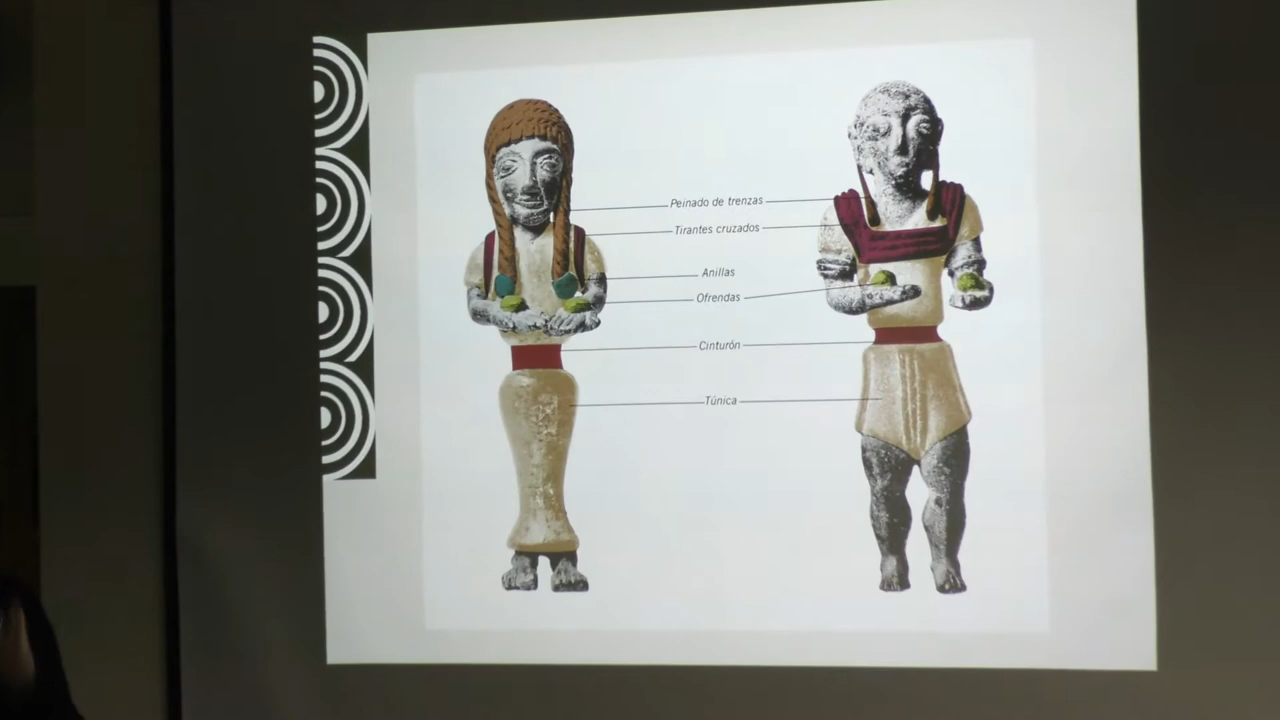 Peinado de trenzas
Tirantes cruzados
Anillas
Ofrendas
Cinturón
Túnica